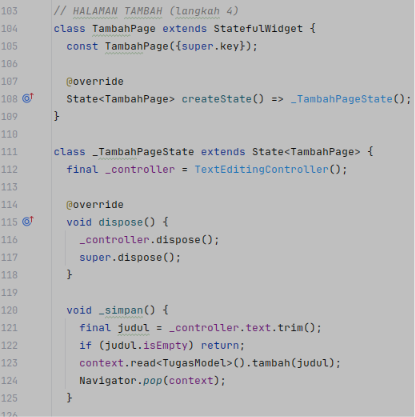 103 // HALAMAN TAMBAH (langkah 4)
104 class TambahPage extends StatefulWidget {
105   const TambahPage({super.key});
106
107   @override
108   State<TambahPage> createState() => _TambahPageState();
109 }
110
111 class _TambahPageState extends State<TambahPage> {
112   final _controller = TextEditingController();
113
114   @override
115   void dispose() {
116     _controller.dispose();
117     super.dispose();
118   }
119
120   void _simpan() {
121     final judul = _controller.text.trim();
122     if (judul.isEmpty) return;
123     context.read<TugasModel>().tambah(judul);
124     Navigator.pop(context);
125   }
126